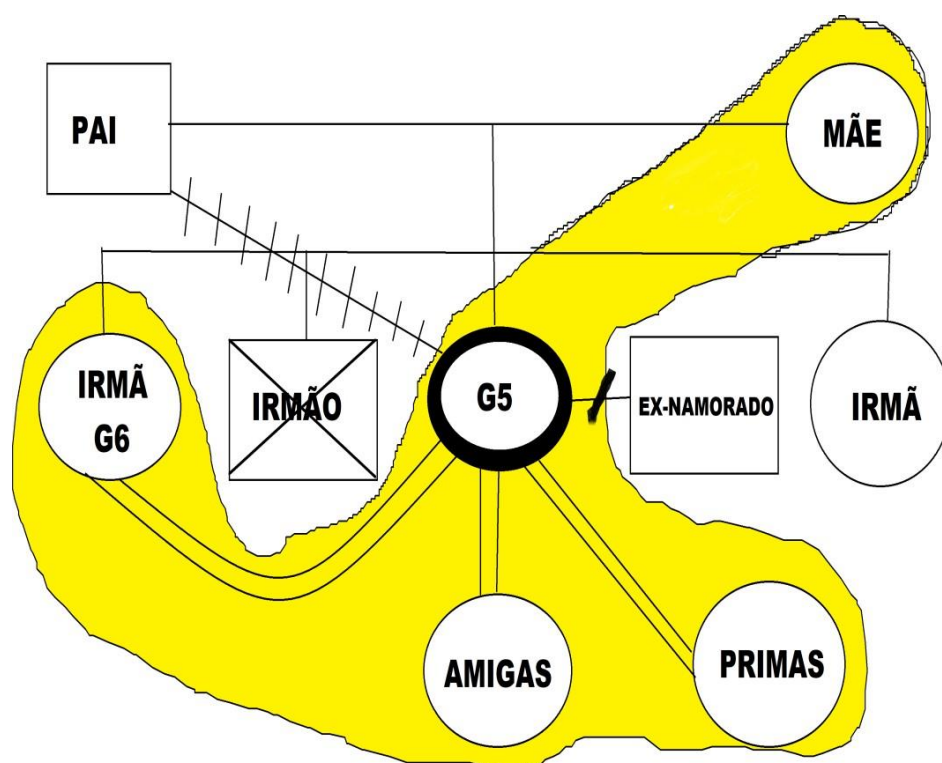 PAI
MÃE
IRMÃ
G6
IRMÃO
G5
EX-NAMORADO
IRMÃ
AMIGAS
PRIMAS